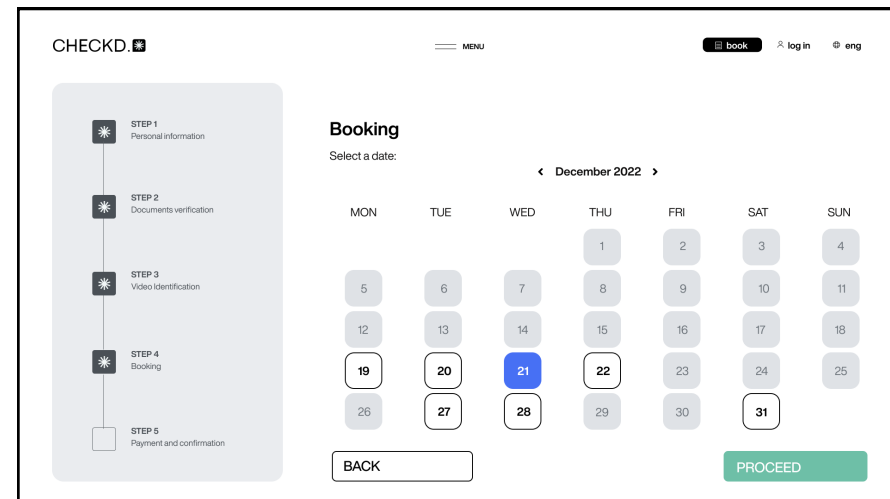 CHECKD.
MENU
book
log in
eng
STEP 1
Personal information
STEP 2
Documents verification
STEP 3
Video Identification
STEP 4
Booking
STEP 5
Payment and confirmation
Booking
Select a date:
< December 2022 >
MON TUE WED THU FRI SAT SUN
1 2 3 4
5 6 7 8 9 10 11
12 13 14 15 16 17 18
19 20 21 22 23 24 25
26 27 28 29 30 31
BACK
PROCEED